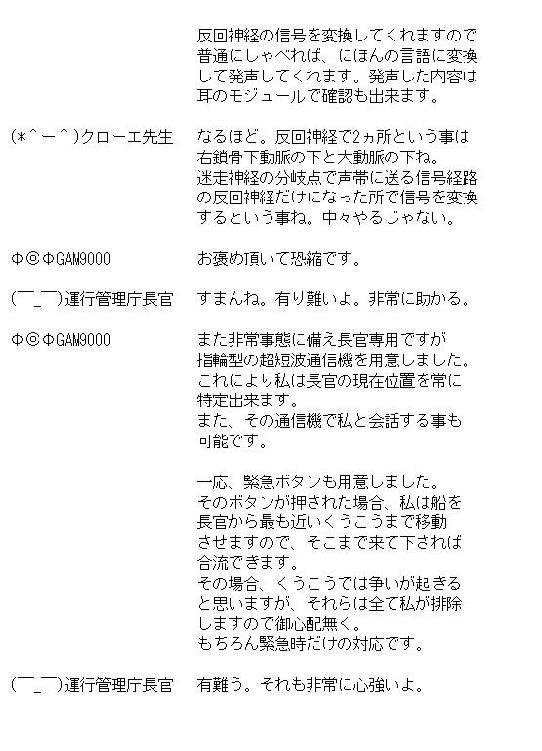 反回神経の信号を変換してくれますので
普通にしゃべれば、にほんの言語に変換
して発声してくれます。発声した内容は
耳のモジュールで確認も出来ます。
(*＾ー＾)クローエ先生　なるほど。反回神経で2ヵ所という事は
右鎖骨下動脈の下と大動脈の下ね。
迷走神経の分岐点で声帯に送る信号経路
の反回神経だけになった所で信号を変換
するという事ね。中々やるじゃない。
Φ◎ΦGAM9000　お褒め頂いて恐縮です。
(￣_￣)運行管理庁長官　すまんね。有り難いよ。非常に助かる。
Φ◎ΦGAM9000　また非常事態に備え長官専用ですが
指輪型の超短波通信機を用意しました。
これにより私は長官の現在位置を常に
特定出来ます。
また、その通信機で私と会話する事も
可能です。
一応、緊急ボタンも用意しました。
そのボタンが押された場合、私は船を
長官から最も近いくうこうまで移動
させますので、そこまで来て下されば
合流できます。
その場合、くうこうでは争いが起きる
と思いますが、それらは全て私が排除
しますので御心配無く。
もちろん緊急時だけの対応です。
(￣_￣)運行管理庁長官　有難う。それも非常に心強いよ。